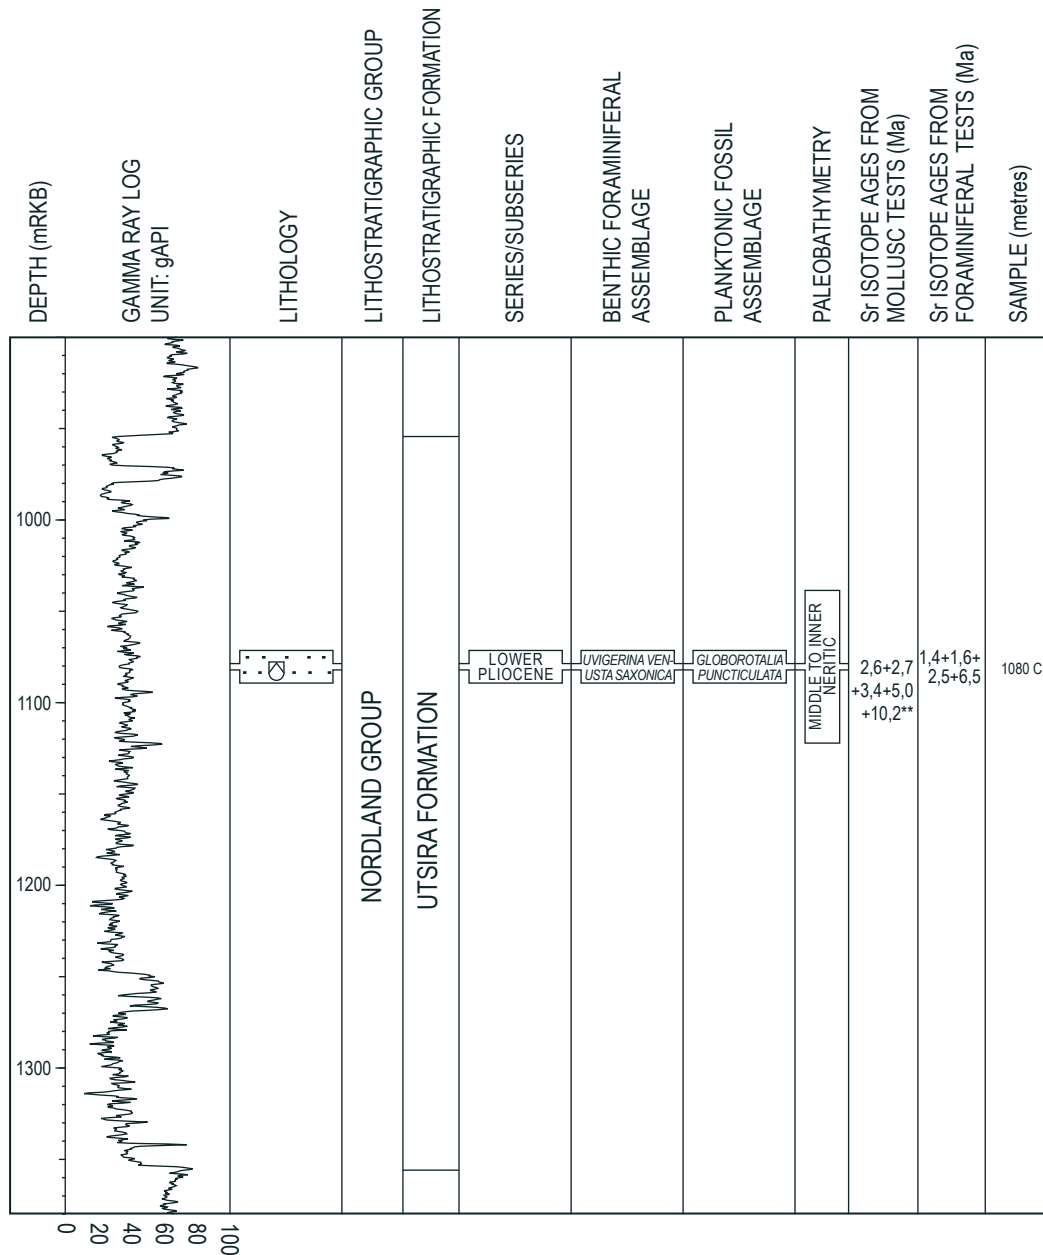 DEPTH (mRKB)
GAMMA RAY LOG
UNIT: gAPI
LITHOLOGY
LITHOSTRATIGRAPHIC GROUP
LITHOSTRATIGRAPHIC FORMATION
SERIES/SUBSERIES
BENTHIC FORAMINIFERAL
ASSEMBLAGE
PLANKTONIC FOSSIL
ASSEMBLAGE
PALEOBATHYMETRY
Sr ISOTOPE AGES FROM
MOLLUSC TESTS (Ma)
Sr ISOTOPE AGES FROM
FORAMINIFERAL TESTS (Ma)
SAMPLE (metres)
1000
1100
1200
1300
NORDLAND GROUP
UTSIRA FORMATION
LOWER
PLIOCENE
UVIGERINA VEN-
USTA SAXONICA
GLOBOROTALIA
PUNCTICULATA
MIDDLE TO INNER
NERITIC
2,6+2,7
+3,4+5,0
+10,2**
1,4+1,6+
2,5+6,5
1080 C
0
20
40
60
80
100